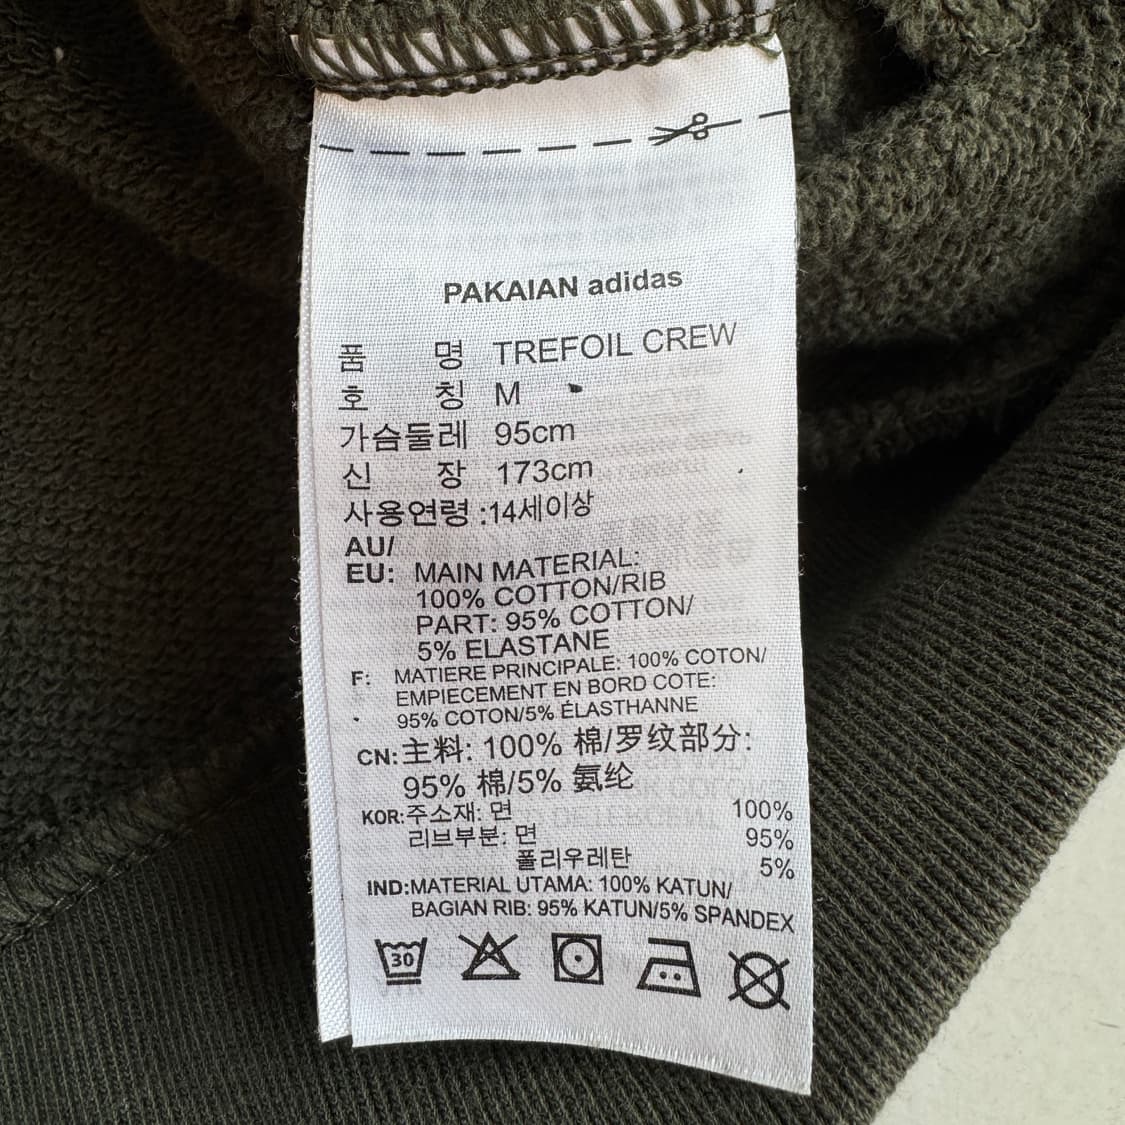 PAKAIAN adidas
품 명 TREFOIL CREW
호 칭 M
가슴둘레 95cm
신 장 173cm
사용연령 :14세이상
AU/
EU: MAIN MATERIAL:
100% COTTON/RIB
PART: 95% COTTON/
5% ELASTANE
F: MATIERE PRINCIPALE: 100% COTON/
EMPIECEMENT EN BORD COTE:
95% COTON/5% ÉLASTHANNE
CN: 主料: 100% 棉/罗纹部分:
95% 棉/5% 氨纶
KOR: 주소재: 면 100%
리브부분: 면 95%
폴리우레탄 5%
IND: MATERIAL UTAMA: 100% KATUN/
BAGIAN RIB: 95% KATUN/5% SPANDEX
30